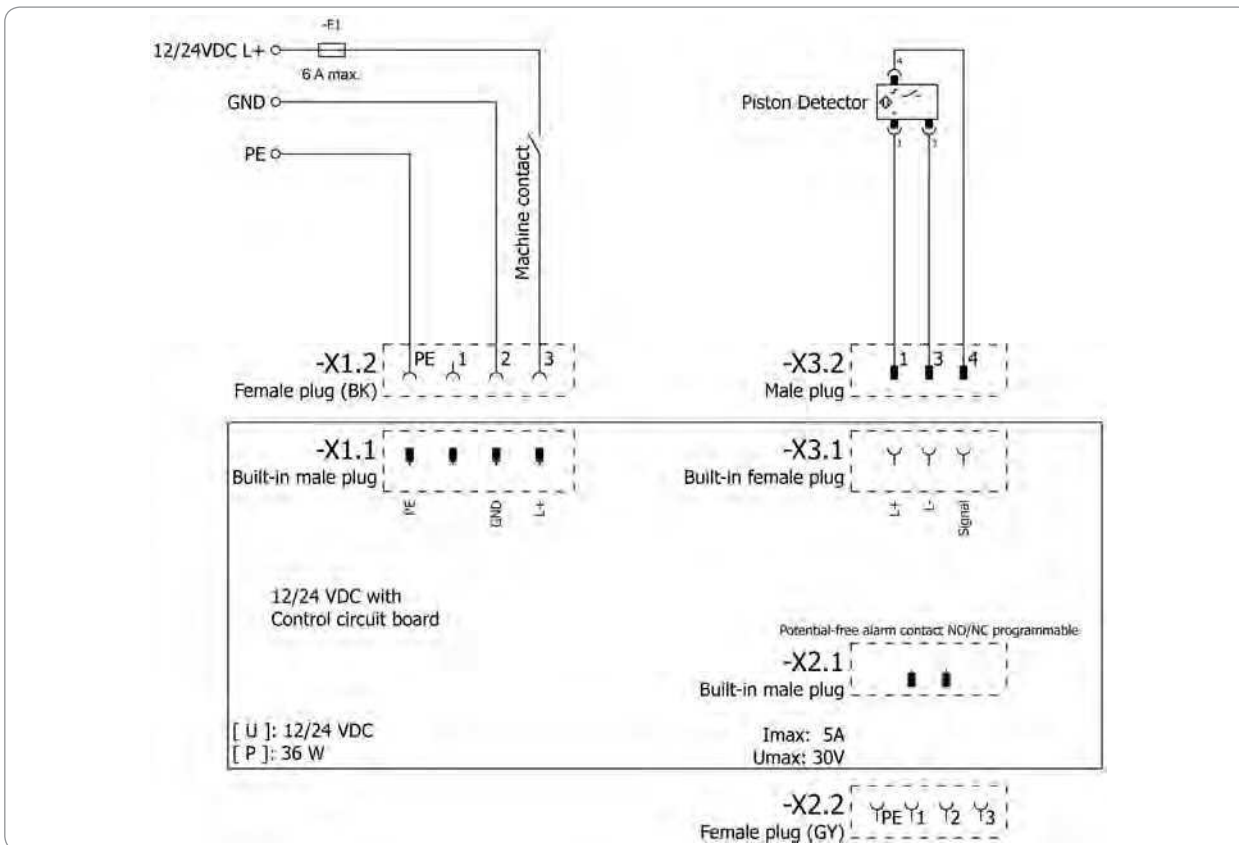 -F1
12/24VDC L+
6 A max.
GND
PE
Machine contact
4
Piston Detector
-X1.2
PE 1 2 3
Female plug (BK)
-X3.2
1 3 4
Male plug
-X1.1
Built-in male plug
PE
GND
L+
-X3.1
Built-in female plug
L+
L-
Signal
12/24 VDC with
Control circuit board
Potential-free alarm contact NO/NC programmable
-X2.1
Built-in male plug
[ U ]: 12/24 VDC
[ P ]: 36 W
Imax: 5A
Umax: 30V
-X2.2
PE 1 2 3
Female plug (GY)